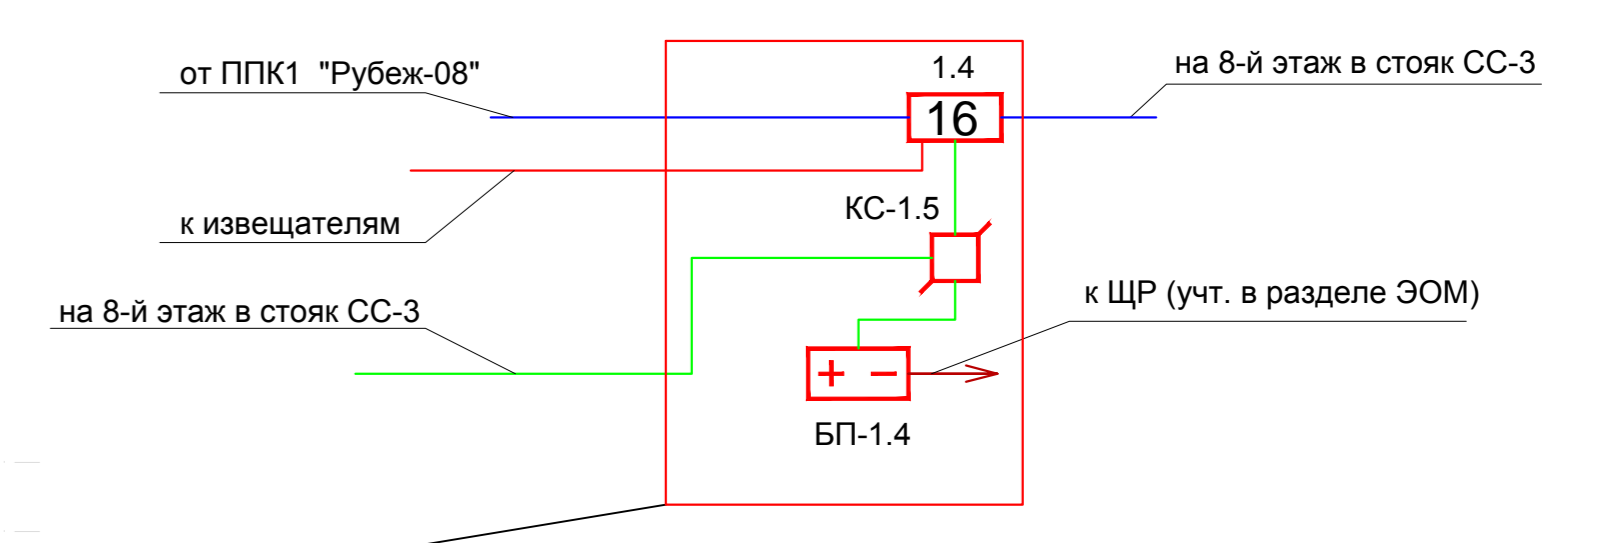 от ППК1 "Рубеж-08"
1.4
на 8-й этаж в стояк СС-3
16
к извещателям
КС-1.5
на 8-й этаж в стояк СС-3
к ЩР (учт. в разделе ЭОМ)
+ −
БП-1.4